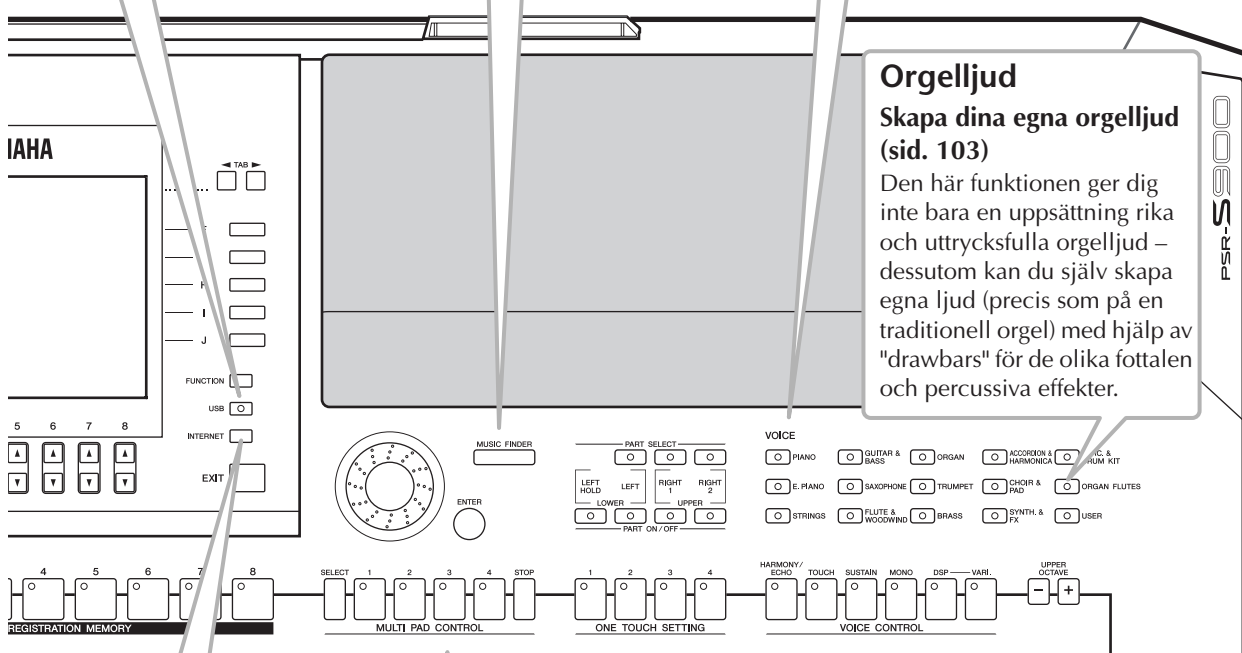 Orgelljud
Skapa dina egna orgelljud
(sid. 103)
Den här funktionen ger dig
inte bara en uppsättning rika
och uttrycksfulla orgelljud –
dessutom kan du själv skapa
egna ljud (precis som på en
traditionell orgel) med hjälp av
"drawbars" för de olika fottalen
och percussiva effekter.
PSR-S900
AMAHA
◄ TAB ►
I
J
FUNCTION
USB
INTERNET
EXIT
5 6 7 8
MUSIC FINDER
ENTER
PART SELECT
LEFT HOLD LEFT RIGHT 1 RIGHT 2
LOWER UPPER
PART ON / OFF
VOICE
PIANO GUITAR & BASS ORGAN ACCORDION & HARMONICA & DRUM KIT
E. PIANO SAXOPHONE TRUMPET CHOIR & PAD ORGAN FLUTES
STRINGS FLUTE & WOODWIND BRASS SYNTH. & FX USER
4 5 6 7 8
REGISTRATION MEMORY
SELECT 1 2 3 4 STOP
MULTI PAD CONTROL
1 2 3 4
ONE TOUCH SETTING
HARMONY/ ECHO TOUCH SUSTAIN MONO DSP VARI.
VOICE CONTROL
UPPER OCTAVE
− +